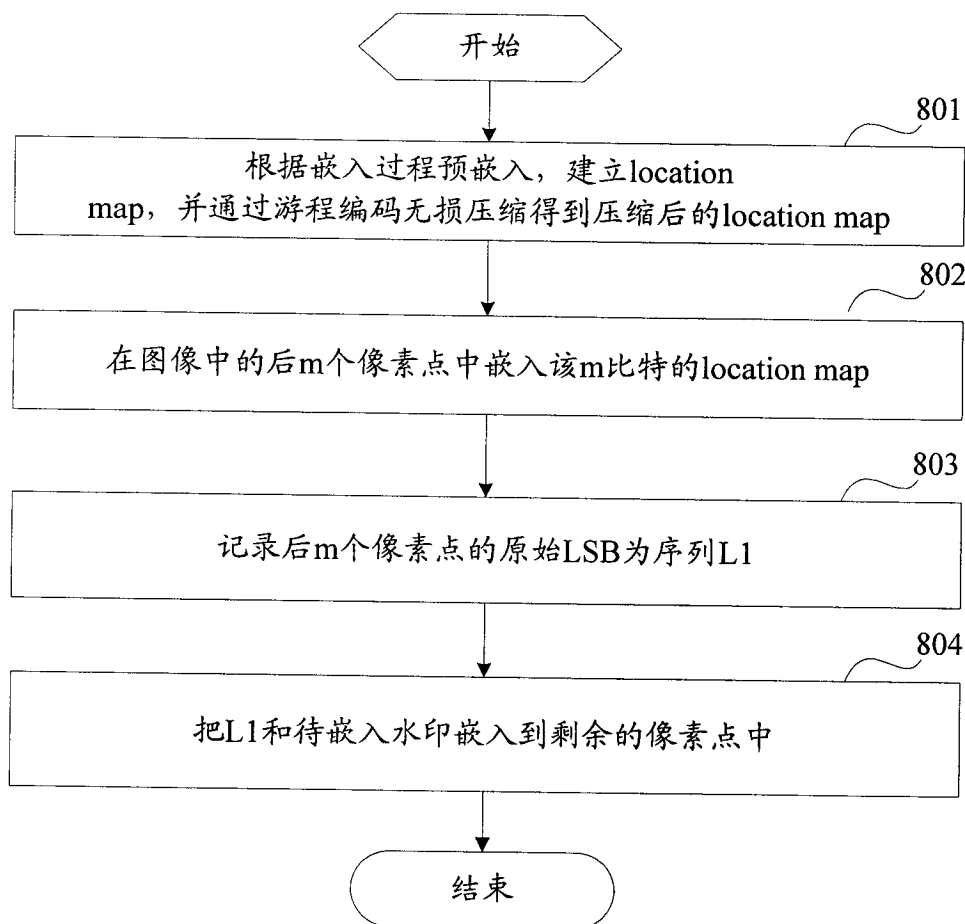 开始
801
根据嵌入过程预嵌入，建立location
map，并通过游程编码无损压缩得到压缩后的location map
802
在图像中的后m个像素点中嵌入该m比特的location map
803
记录后m个像素点的原始LSB为序列L1
804
把L1和待嵌入水印嵌入到剩余的像素点中
结束